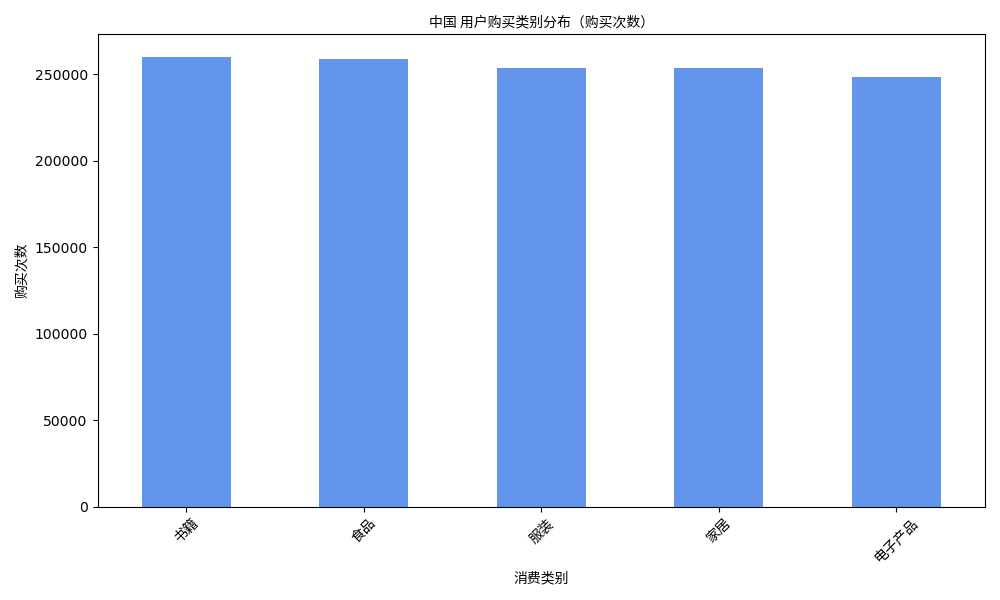 中国 用户购买类别分布（购买次数）
购买次数
250000
200000
150000
100000
50000
0
书籍
食品
服装
家居
电子产品
消费类别